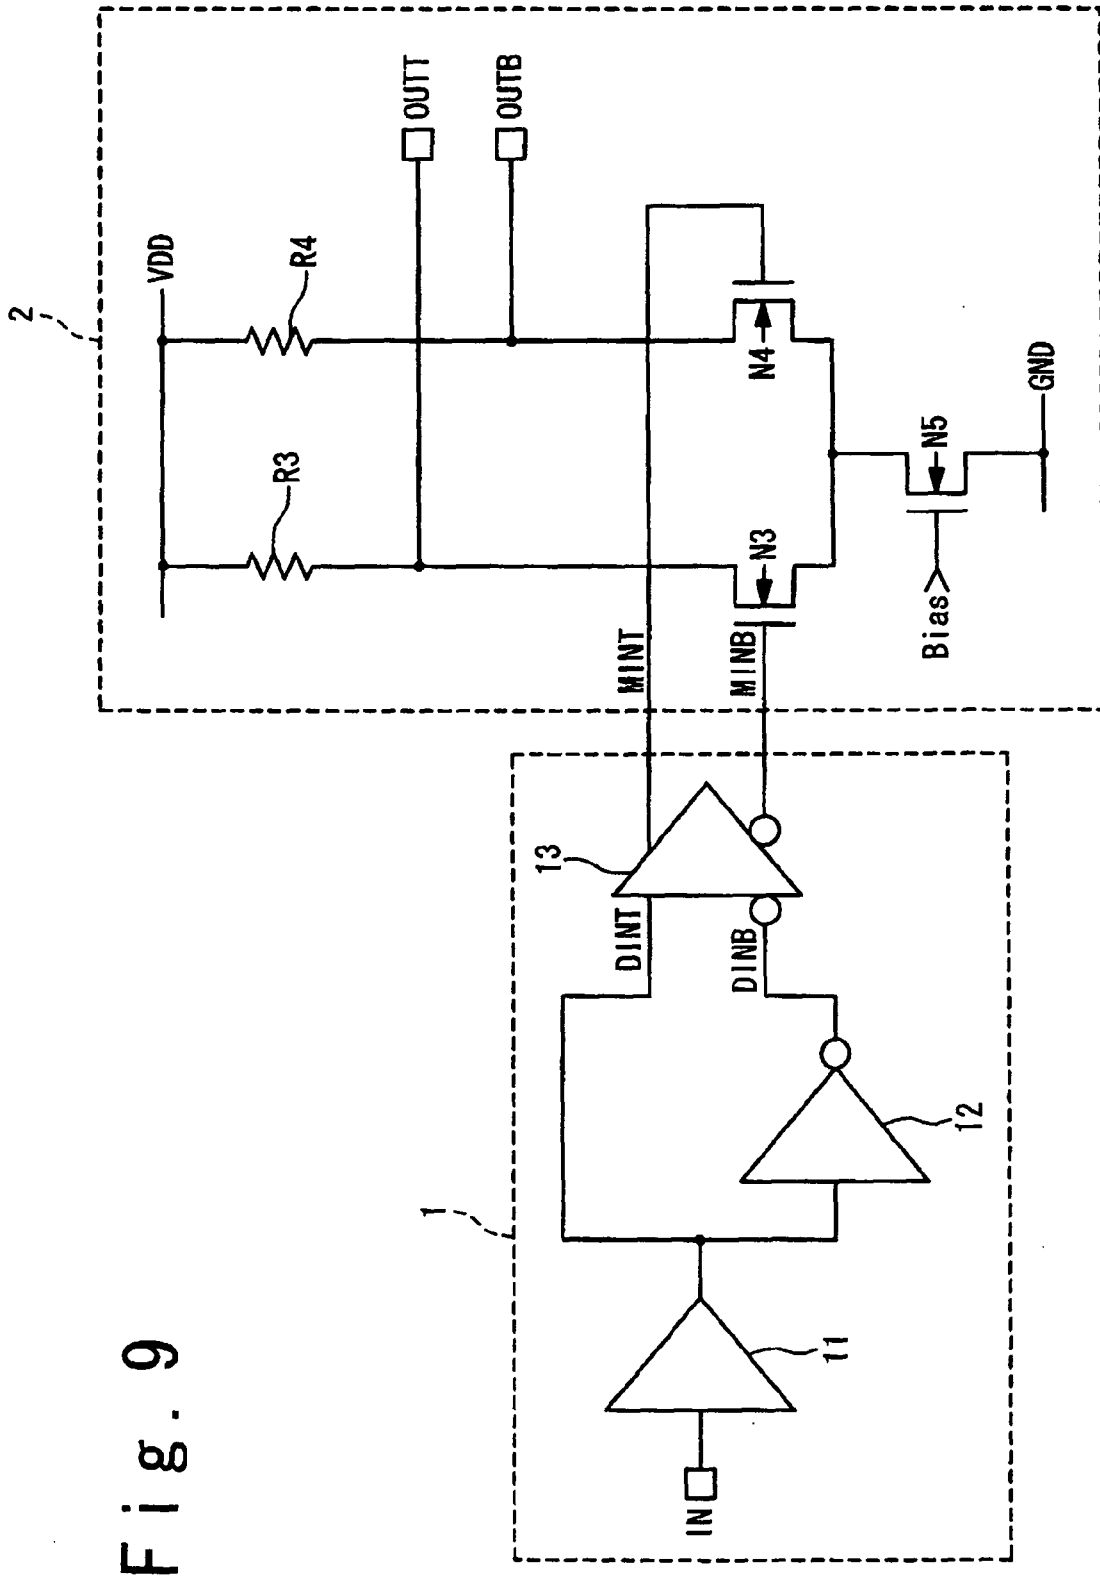 Fig. 9
1
2
IN
11
12
13
DINT
DINB
MINT
MINB
VDD
R3
R4
OUTT
OUTB
N3
N4
N5
Bias
GND